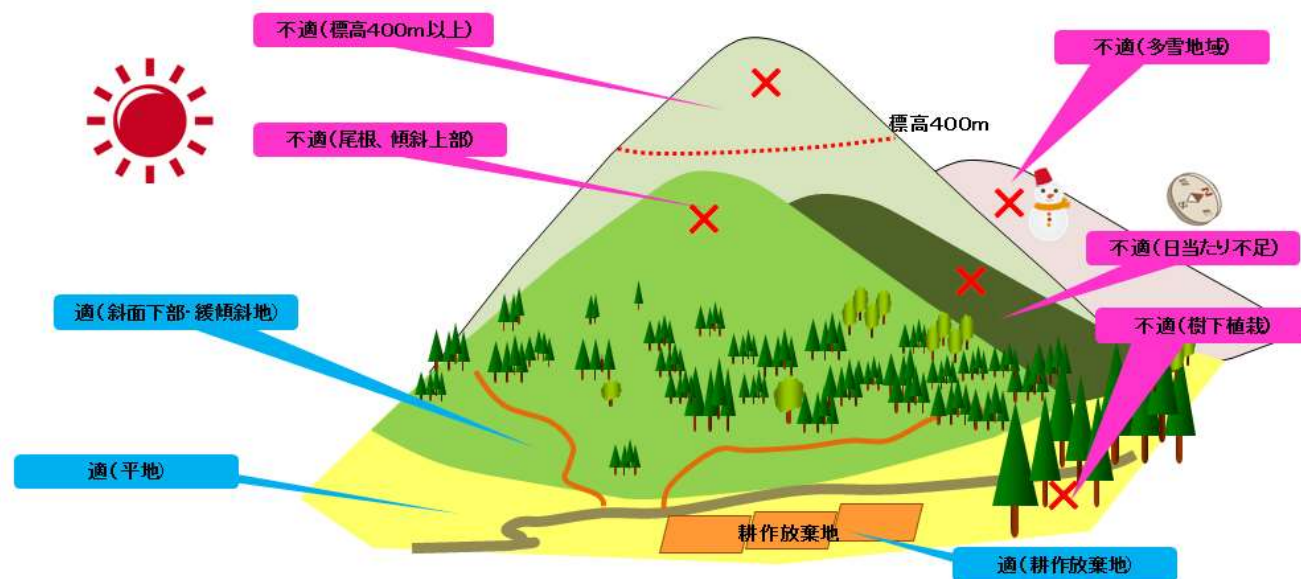 不適(標高400m以上)
不適(多雪地域)
標高400m
不適(尾根、傾斜上部)
不適(日当たり不足)
適(斜面下部・緩傾斜地)
不適(樹下植栽)
適(平地)
耕作放棄地
適(耕作放棄地)